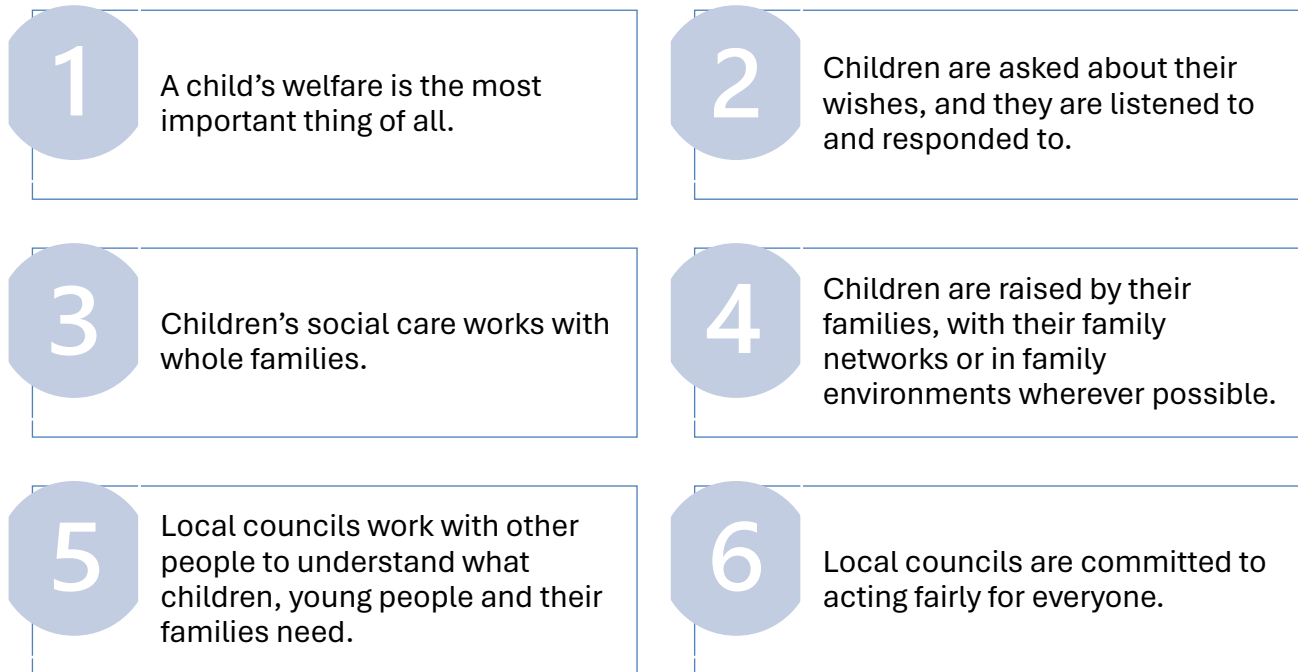 1
A child’s welfare is the most
important thing of all.
2
Children are asked about their
wishes, and they are listened to
and responded to.
3
Children’s social care works with
whole families.
4
Children are raised by their
families, with their family
networks or in family
environments wherever possible.
5
Local councils work with other
people to understand what
children, young people and their
families need.
6
Local councils are committed to
acting fairly for everyone.